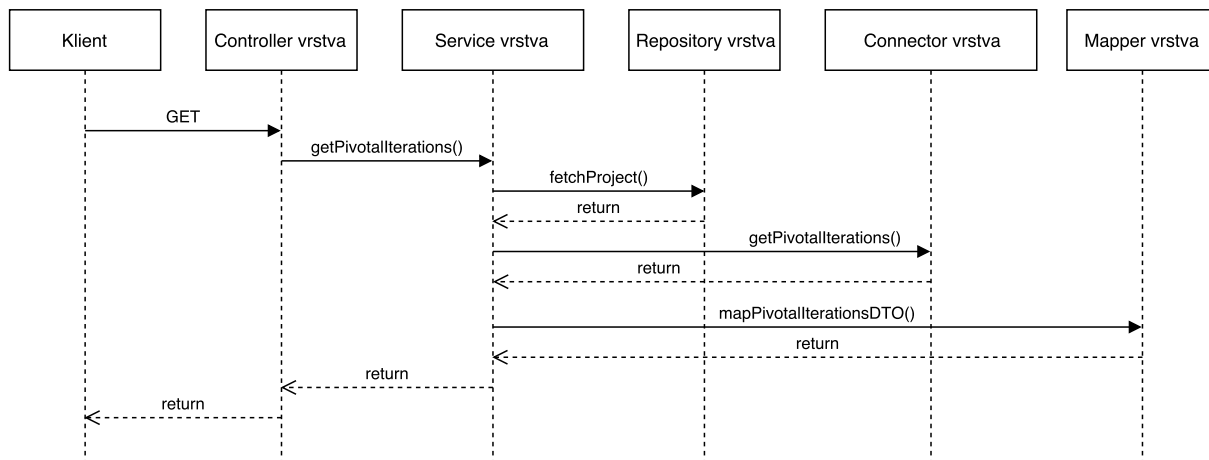 Klient
Controller vrstva
Service vrstva
Repository vrstva
Connector vrstva
Mapper vrstva
GET
getPivotalIterations()
fetchProject()
return
getPivotalIterations()
return
mapPivotalIterationsDTO()
return
return
return